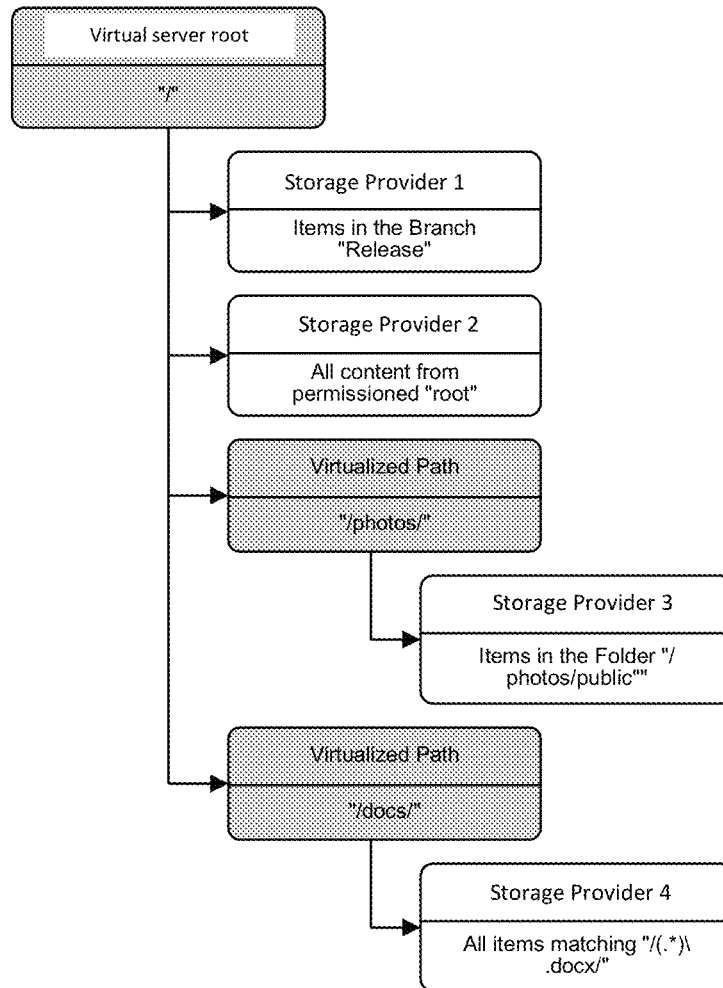 Virtual server root
"/"
Storage Provider 1
Items in the Branch
"Release"
Storage Provider 2
All content from
permissioned "root"
Virtualized Path
"/photos/"
Storage Provider 3
Items in the Folder "/
photos/public""
Virtualized Path
"/docs/"
Storage Provider 4
All items matching "/(.*)\
.docx/"